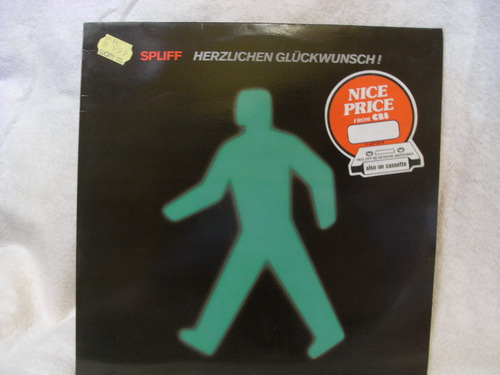 SPLIFF HERZLICHEN GLÜCKWUNSCH!
NICE
PRICE
FROM CBS
also on cassette